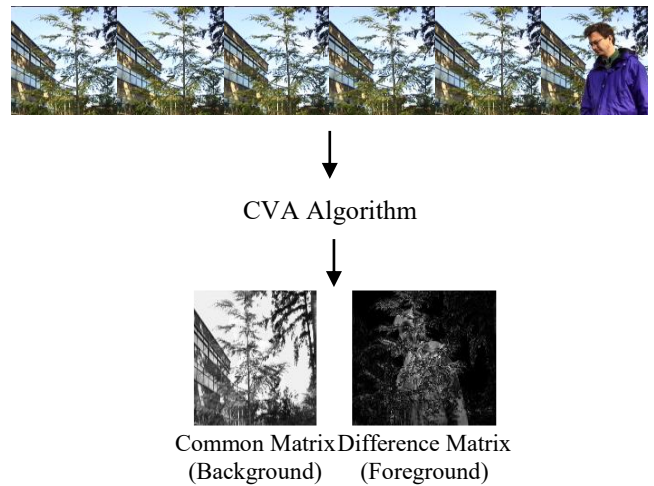 CVA Algorithm
Common Matrix Difference Matrix
(Background) (Foreground)